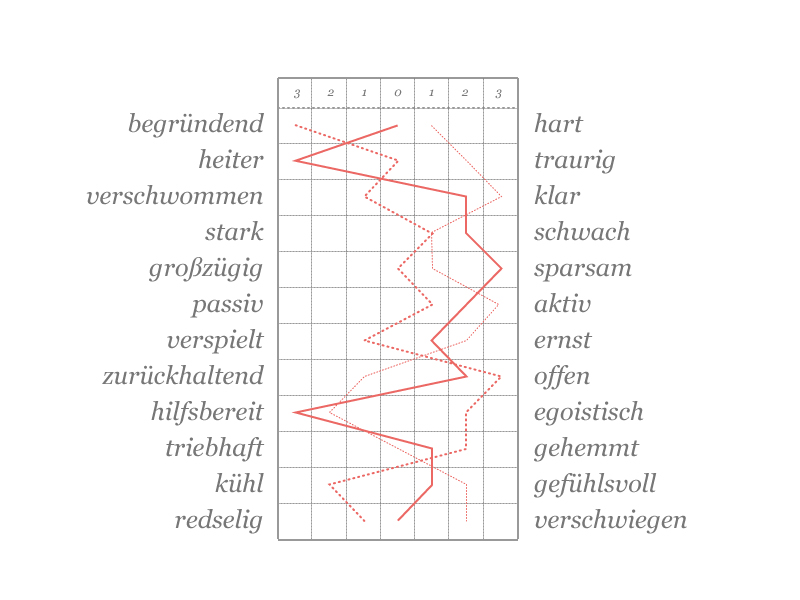 3 2 1 0 1 2 3
begründend hart
heiter traurig
verschwommen klar
stark schwach
großzügig sparsam
passiv aktiv
verspielt ernst
zurückhaltend offen
hilfsbereit egoistisch
triebhaft gehemmt
kühl gefühlsvoll
redselig verschwiegen